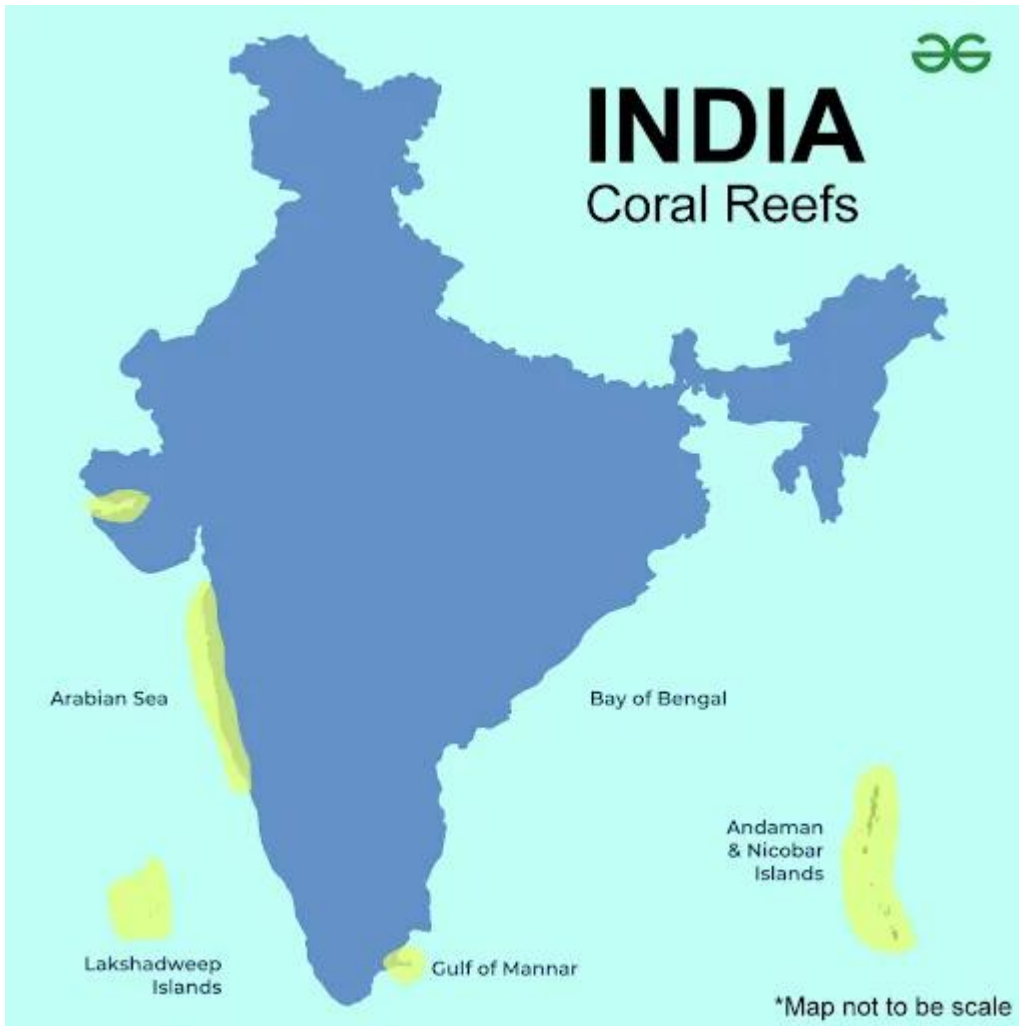 INDIA
Coral Reefs
Arabian Sea
Bay of Bengal
Andaman
& Nicobar
Islands
Lakshadweep
Islands
Gulf of Mannar
*Map not to be scale